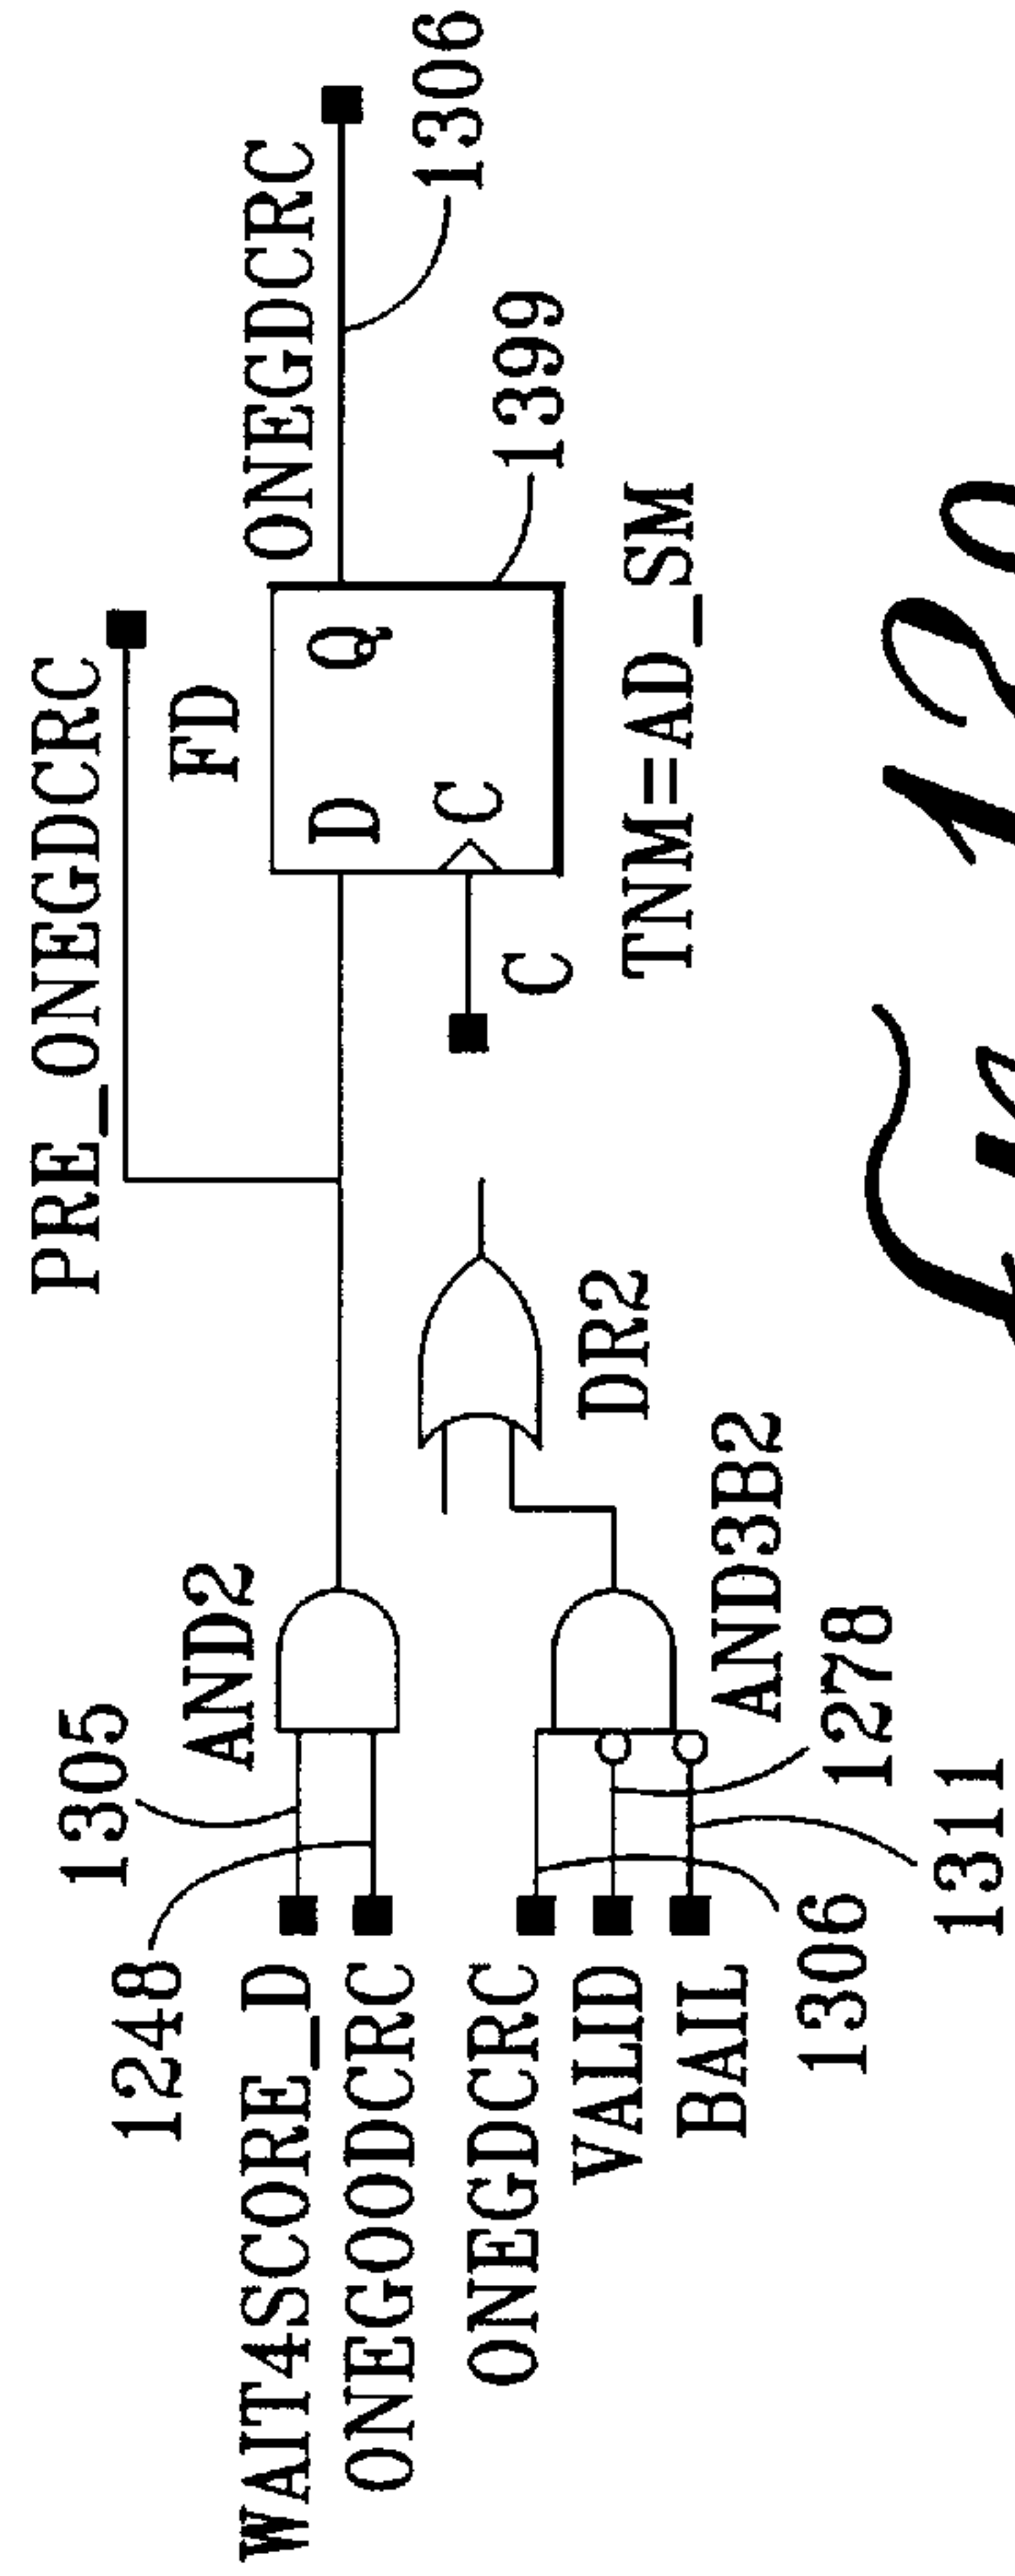 PRE_ONEGDCRC
FD
ONEGDCRC
D Q
C
1306
1399
C
TNM=AD_SM
1305
AND2
1248
WAIT4SCORE_D
ONEGOODCRC
DR2
ONEGDCRC
VALID
BAIL
AND3B2
1278
1306
1311